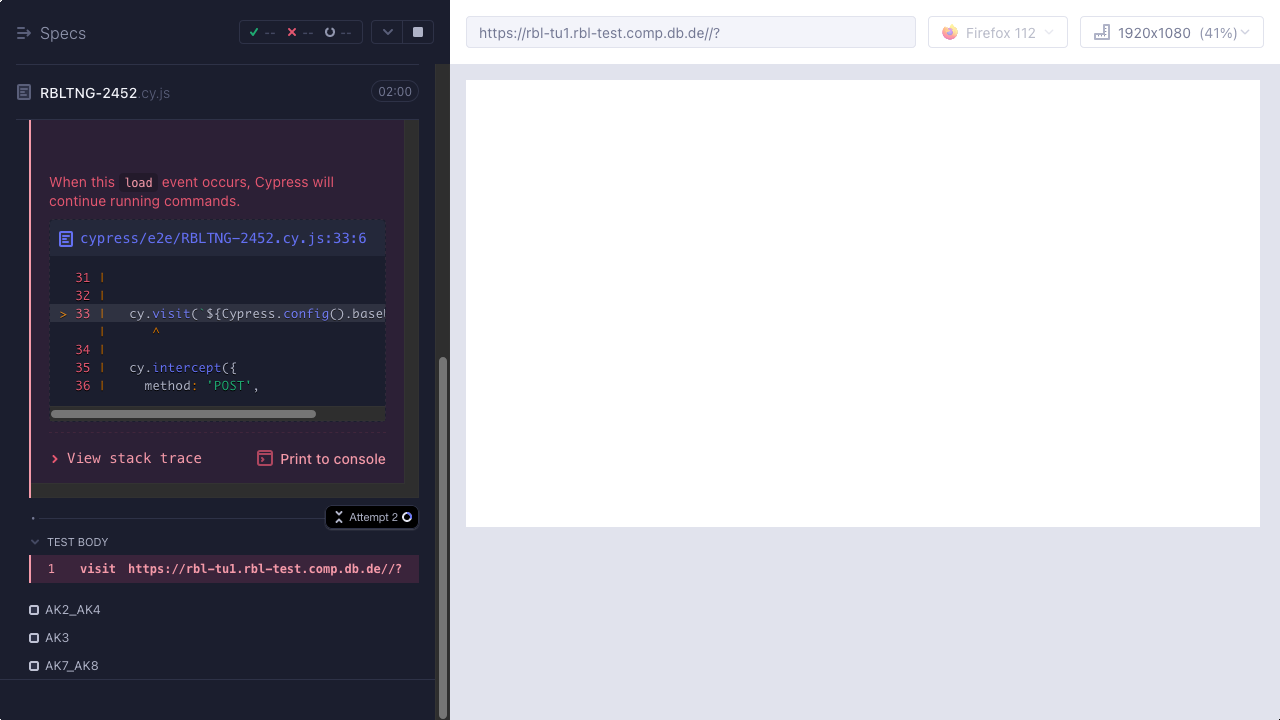 Specs
-- -- --
https://rbl-tu1.rbl-test.comp.db.de//?
Firefox 112
1920x1080 (41%)
RBLTNG-2452.cy.js
02:00
When this load event occurs, Cypress will
continue running commands.
cypress/e2e/RBLTNG-2452.cy.js:33:6
31 |
32 |
> 33 | cy.visit(`${Cypress.config().base
| ^
34 |
35 | cy.intercept({
36 | method: 'POST',
> View stack trace
Print to console
Attempt 2
TEST BODY
1 visit https://rbl-tu1.rbl-test.comp.db.de//?
AK2_AK4
AK3
AK7_AK8